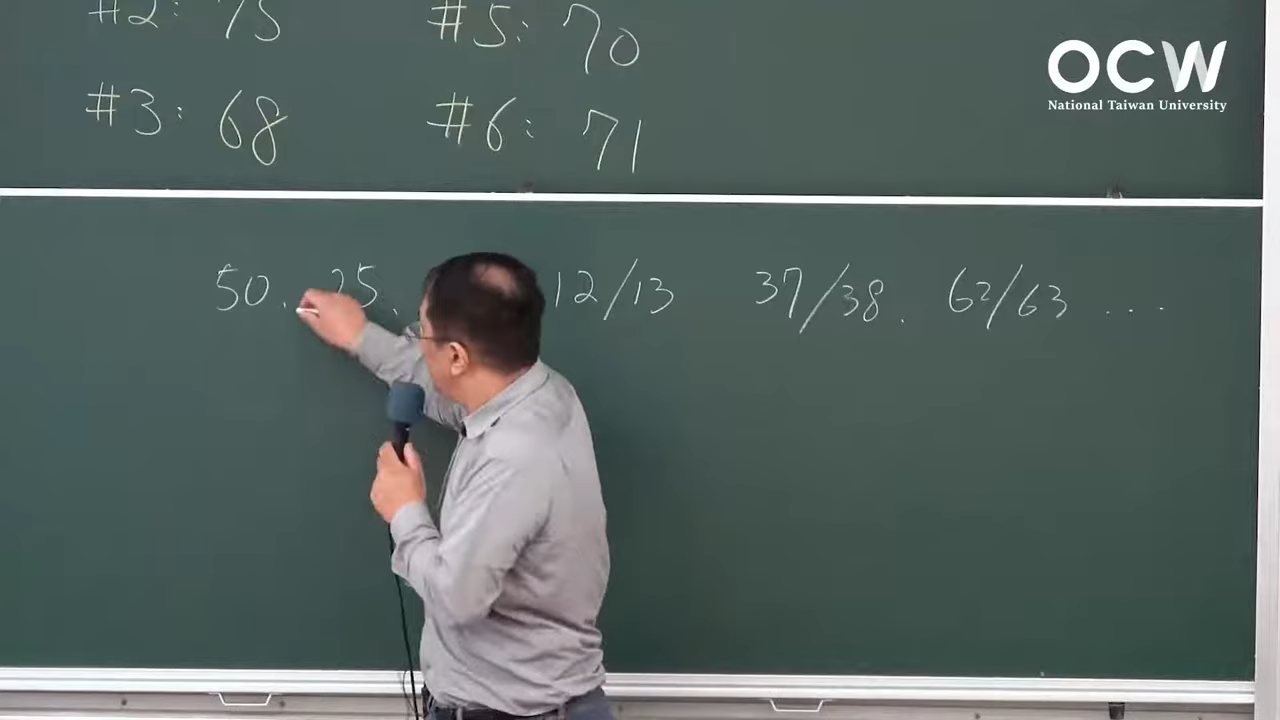 #2: 75 #5: 70
#3: 68 #6: 71
OCW
National Taiwan University
50. 25. 12/13 37/38. 62/63 ...